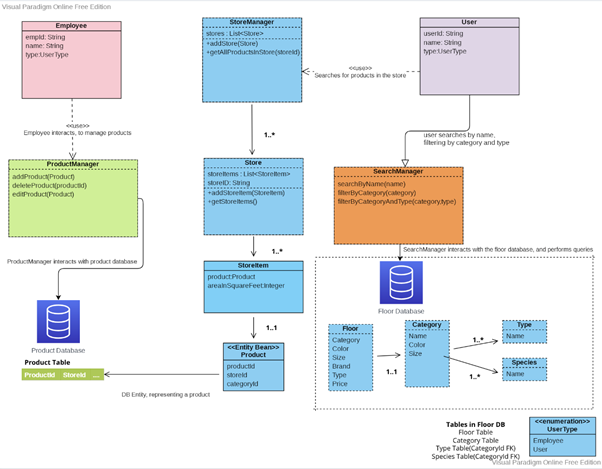 Visual Paradigm Online Free Edition
Employee
empId: String
name: String
type:UserType
StoreManager
stores : List<Store>
+addStore(Store)
+getAllProductsInStore(storeId)
User
userId: String
name: String
type:UserType
<<use>>
Searches for products in the store
<<use>>
Employee interacts, to manage products
1..*
user searches by name,
filtering by category and type
ProductManager
addProduct(Product)
deleteProduct(productId)
editProduct(Product)
Store
storeItems : List<StoreItem>
storeID: String
+addStoreItem(StoreItem)
+getStoreItems()
SearchManager
searchByName(name)
filterByCategory(category)
filterByCategoryAndType(category,type)
1..*
SearchManager interacts with the floor database, and performs queries
ProductManager interacts with product database
StoreItem
product:Product
areaInSquareFeet:Integer
Floor Database
1..1
Product Database
Product Table
ProductId StoreId ...
<<Entity Bean>>
Product
productId
storeId
categoryId
DB Entity, representing a product
Floor
Category
Color
Size
Brand
Type
Price
1..1
Category
Name
Color
Size
1..*
Type
Name
1..*
Species
Name
Tables in Floor DB
Floor Table
Category Table
Type Table(CategoryId FK)
Species Table(CategoryId FK)
<<enumeration>>
UserType
Employee
User
Visual Paradigm Online Free Edition